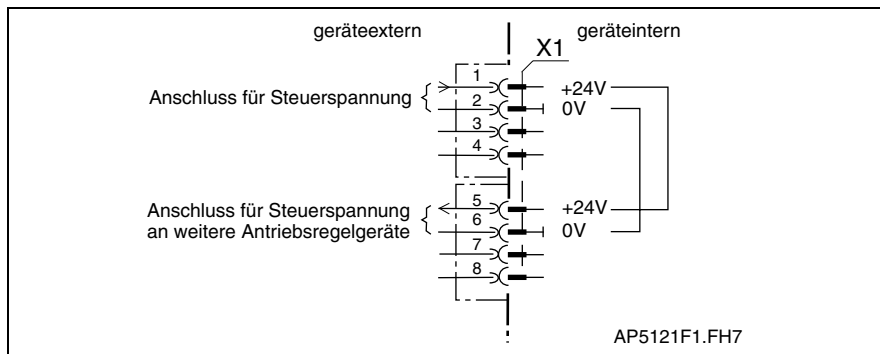 geräteextern
geräteintern
X1
Anschluss für Steuerspannung
1
2
3
4
+24V
0V
Anschluss für Steuerspannung
an weitere Antriebsregelgeräte
5
6
7
8
+24V
0V
AP5121F1.FH7